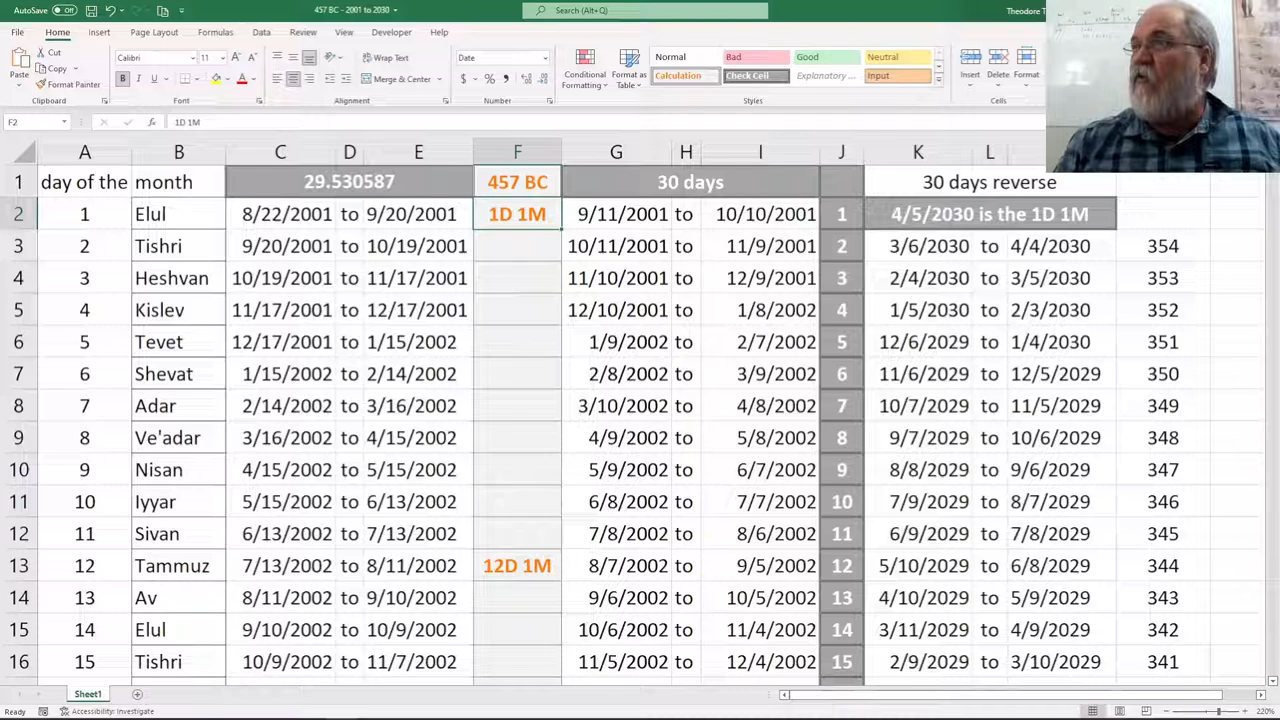 AutoSave Off 457 BC - 2001 to 2030 Search (Alt+Q) Theodore
File Home Insert Page Layout Formulas Data Review View Developer Help
Paste Cut Copy Format Painter Calibri 11 Wrap Text Merge & Center Date Conditional Formatting Format as Table Normal Bad Good Neutral Calculation Check Cell Explanatory ... Input Insert Delete Format
Clipboard Font Alignment Number Styles Cells
F2 1D 1M
A B C D E F G H I J K L
1 day of the month 29.530587 457 BC 30 days 30 days reverse
2 1 Elul 8/22/2001 to 9/20/2001 1D 1M 9/11/2001 to 10/10/2001 1 4/5/2030 is the 1D 1M
3 2 Tishri 9/20/2001 to 10/19/2001 10/11/2001 to 11/9/2001 2 3/6/2030 to 4/4/2030 354
4 3 Heshvan 10/19/2001 to 11/17/2001 11/10/2001 to 12/9/2001 3 2/4/2030 to 3/5/2030 353
5 4 Kislev 11/17/2001 to 12/17/2001 12/10/2001 to 1/8/2002 4 1/5/2030 to 2/3/2030 352
6 5 Tevet 12/17/2001 to 1/15/2002 1/9/2002 to 2/7/2002 5 12/6/2029 to 1/4/2030 351
7 6 Shevat 1/15/2002 to 2/14/2002 2/8/2002 to 3/9/2002 6 11/6/2029 to 12/5/2029 350
8 7 Adar 2/14/2002 to 3/16/2002 3/10/2002 to 4/8/2002 7 10/7/2029 to 11/5/2029 349
9 8 Ve'adar 3/16/2002 to 4/15/2002 4/9/2002 to 5/8/2002 8 9/7/2029 to 10/6/2029 348
10 9 Nisan 4/15/2002 to 5/15/2002 5/9/2002 to 6/7/2002 9 8/8/2029 to 9/6/2029 347
11 10 Iyyar 5/15/2002 to 6/13/2002 6/8/2002 to 7/7/2002 10 7/9/2029 to 8/7/2029 346
12 11 Sivan 6/13/2002 to 7/13/2002 7/8/2002 to 8/6/2002 11 6/9/2029 to 7/8/2029 345
13 12 Tammuz 7/13/2002 to 8/11/2002 12D 1M 8/7/2002 to 9/5/2002 12 5/10/2029 to 6/8/2029 344
14 13 Av 8/11/2002 to 9/10/2002 9/6/2002 to 10/5/2002 13 4/10/2029 to 5/9/2029 343
15 14 Elul 9/10/2002 to 10/9/2002 10/6/2002 to 11/4/2002 14 3/11/2029 to 4/9/2029 342
16 15 Tishri 10/9/2002 to 11/7/2002 11/5/2002 to 12/4/2002 15 2/9/2029 to 3/10/2029 341
Sheet1
Ready Accessibility: Investigate 220%